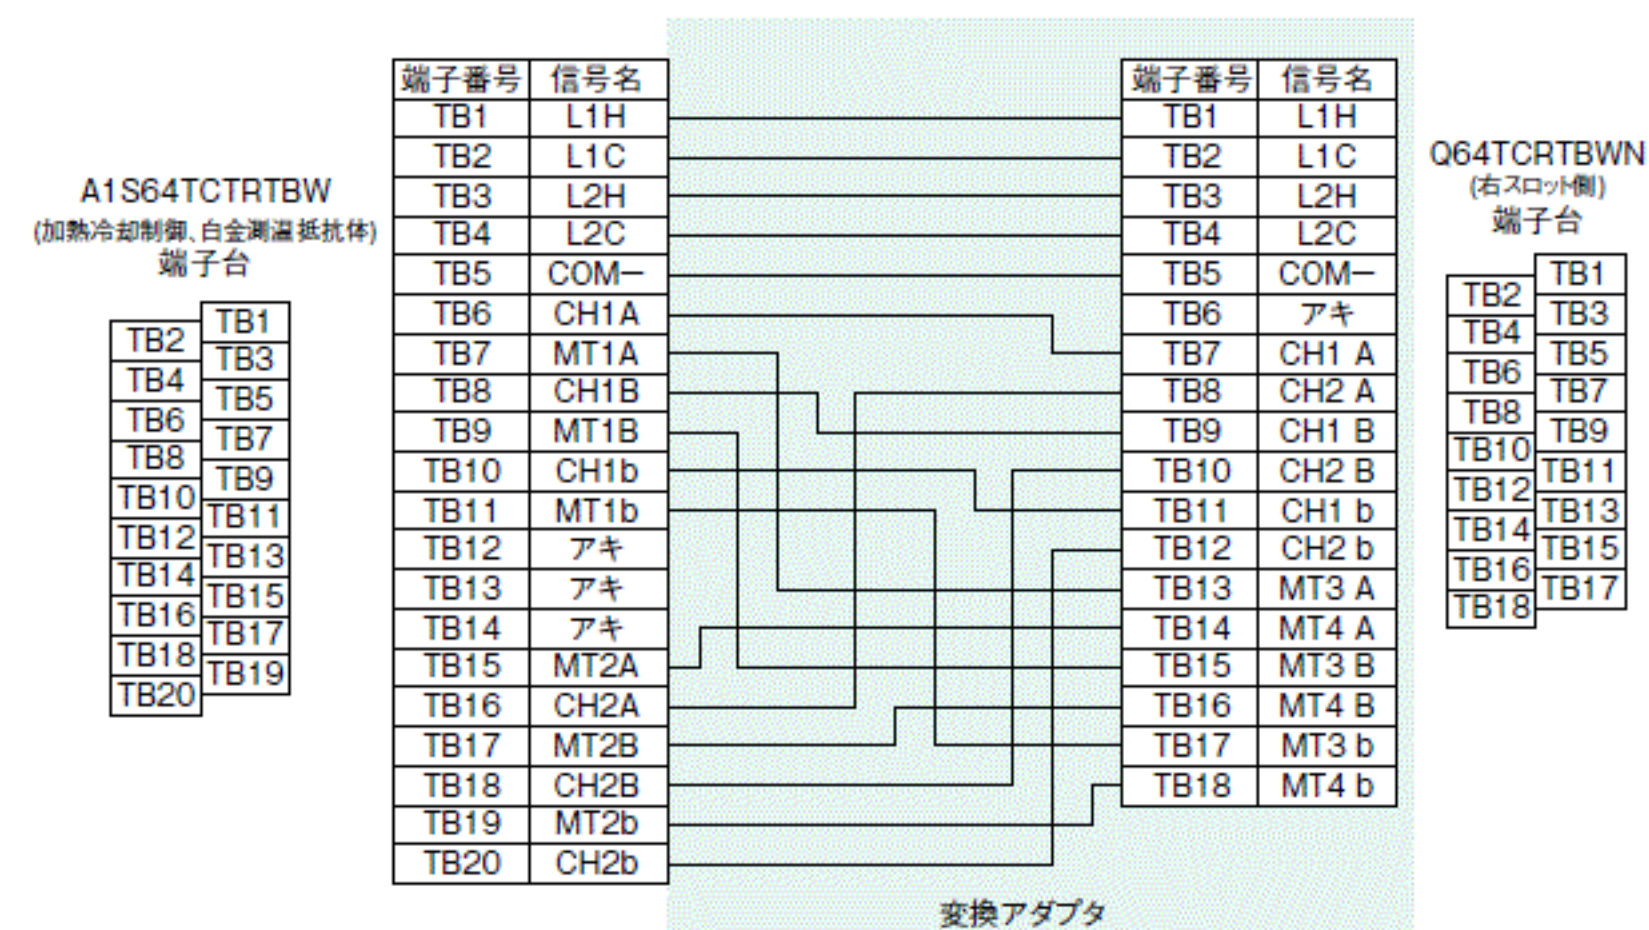 A1S64TCTRTBW
(加熱冷却制御、白金測温抵抗体)
端子台
TB1
TB2
TB3
TB4
TB5
TB6
TB7
TB8
TB9
TB10
TB11
TB12
TB13
TB14
TB15
TB16
TB17
TB18
TB19
TB20
端子番号 信号名
TB1 L1H
TB2 L1C
TB3 L2H
TB4 L2C
TB5 COMー
TB6 CH1A
TB7 MT1A
TB8 CH1B
TB9 MT1B
TB10 CH1b
TB11 MT1b
TB12 アキ
TB13 アキ
TB14 アキ
TB15 MT2A
TB16 CH2A
TB17 MT2B
TB18 CH2B
TB19 MT2b
TB20 CH2b
変換アダプタ
端子番号 信号名
TB1 L1H
TB2 L1C
TB3 L2H
TB4 L2C
TB5 COMー
TB6 アキ
TB7 CH1 A
TB8 CH2 A
TB9 CH1 B
TB10 CH2 B
TB11 CH1 b
TB12 CH2 b
TB13 MT3 A
TB14 MT4 A
TB15 MT3 B
TB16 MT4 B
TB17 MT3 b
TB18 MT4 b
Q64TCRTBWN
(右スロット側)
端子台
TB1
TB2
TB3
TB4
TB5
TB6
TB7
TB8
TB9
TB10
TB11
TB12
TB13
TB14
TB15
TB16
TB17
TB18